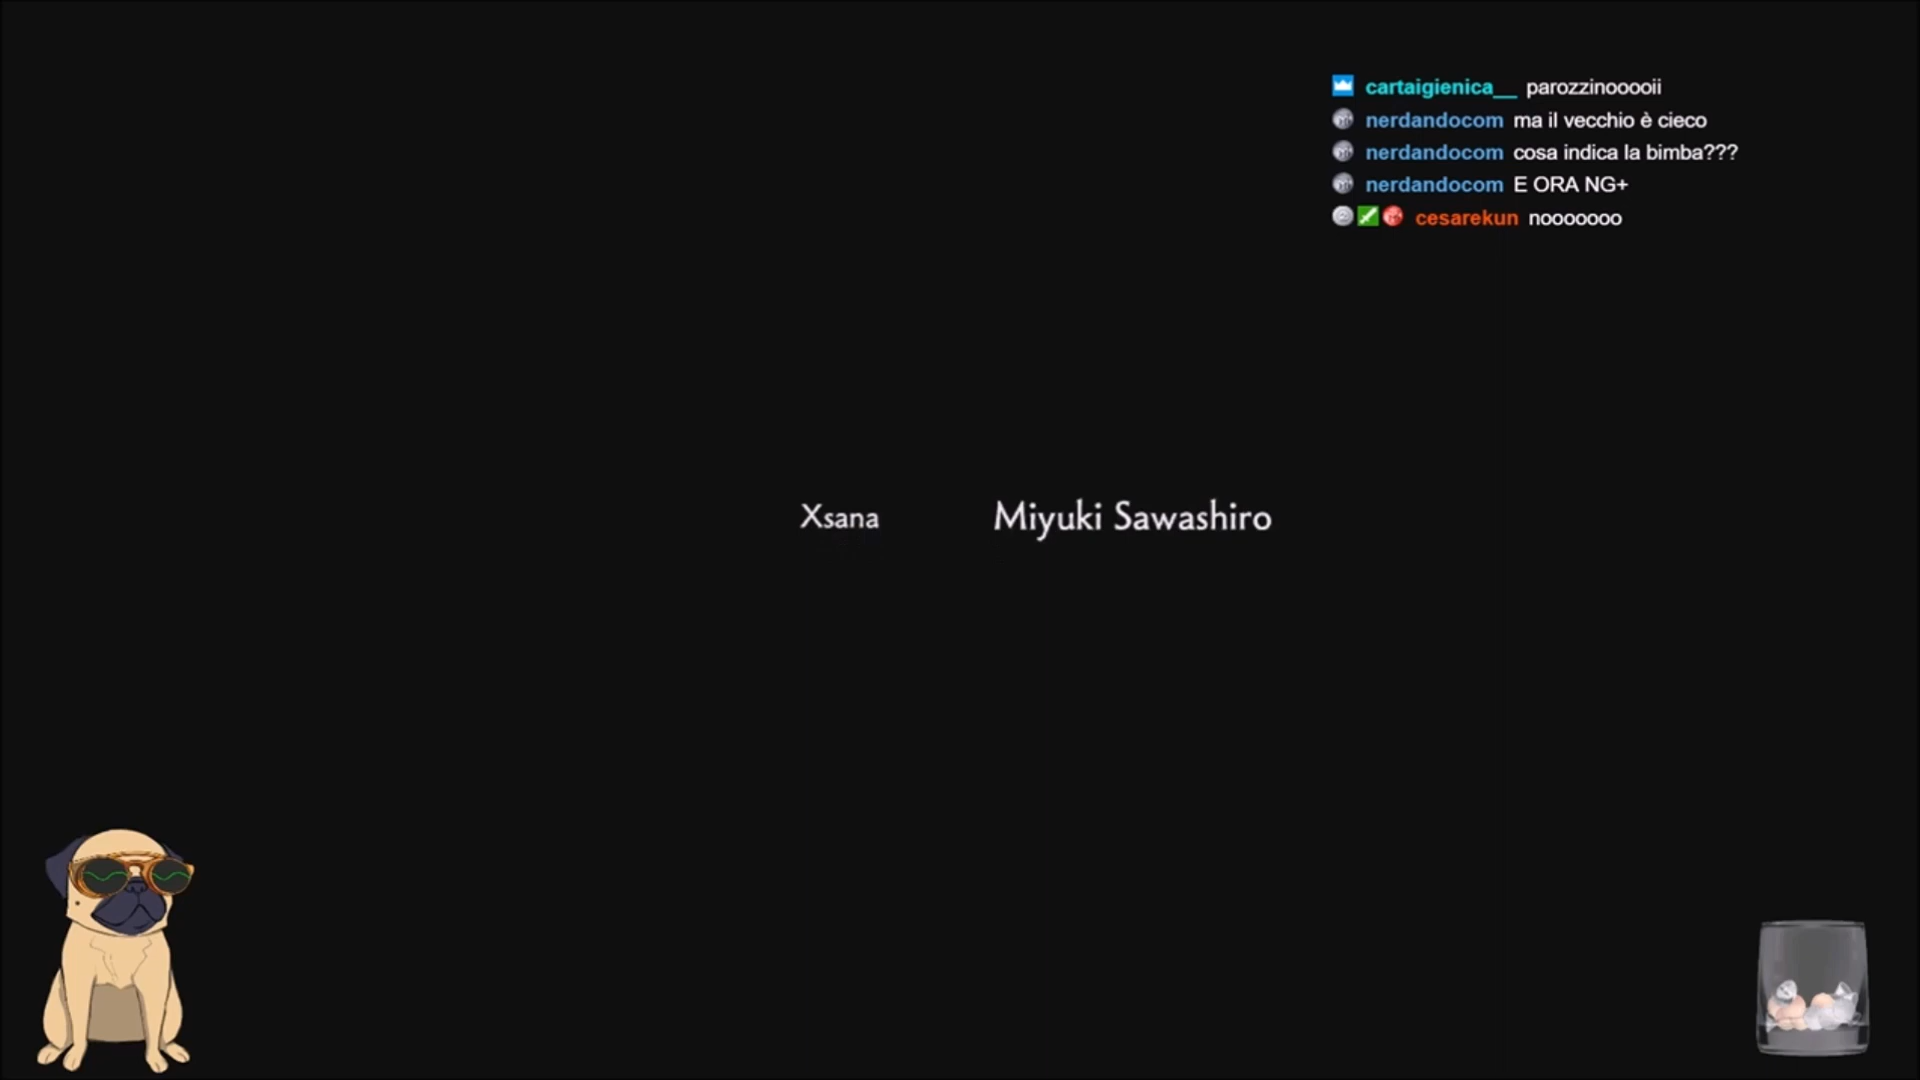 cartaigienica__ parozzinooooii
nerdandocom ma il vecchio è cieco
nerdandocom cosa indica la bimba???
nerdandocom E ORA NG+
cesarekun nooooooo
Xsana Miyuki Sawashiro